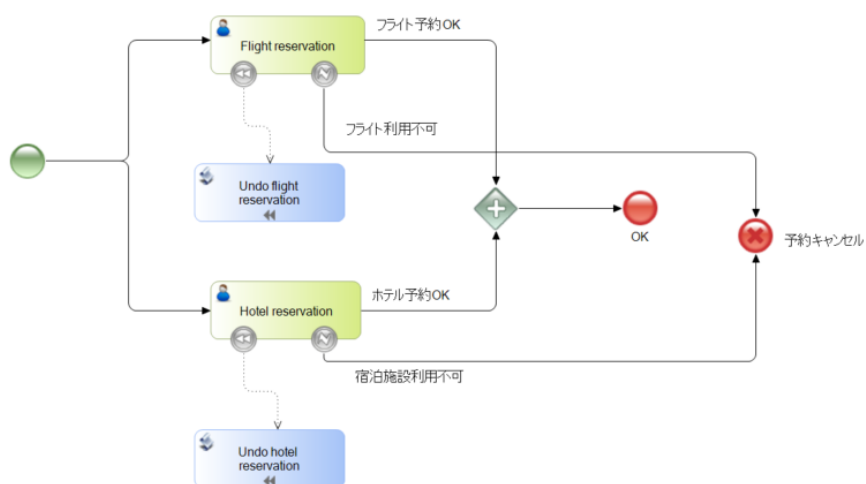 Flight reservation
フライト予約OK
フライト利用不可
Undo flight
reservation
OK
予約キャンセル
Hotel reservation
ホテル予約OK
宿泊施設利用不可
Undo hotel
reservation